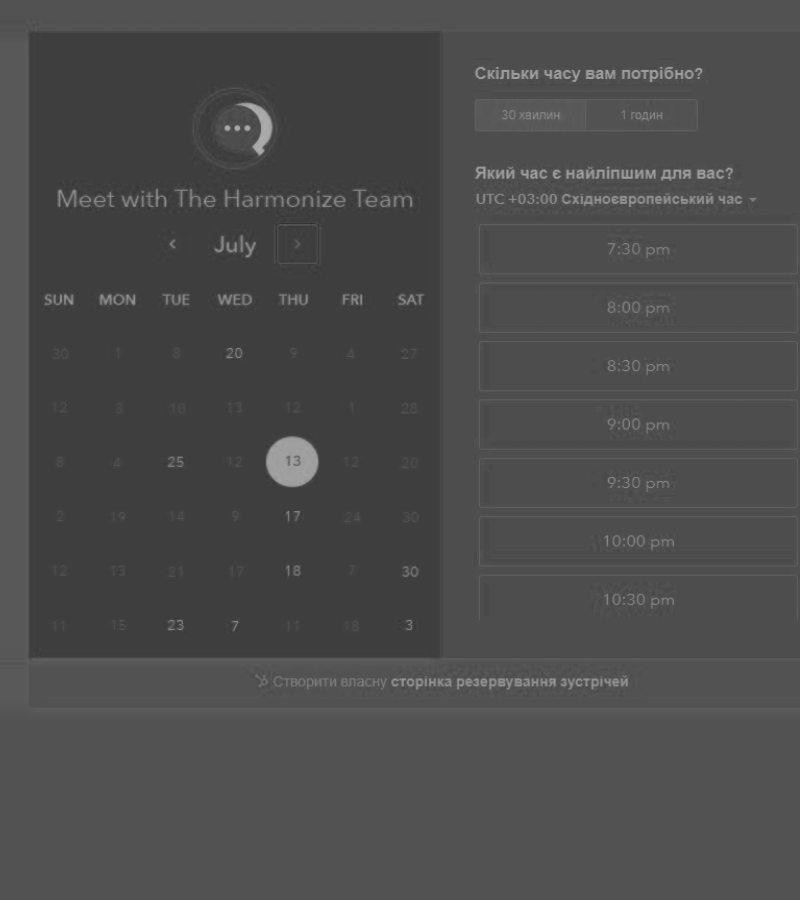 Meet with The Harmonize Team
July
SUN MON TUE WED THU FRI SAT
30 1 8 20 9 4 27
12 3 10 13 12 1 28
8 4 25 12 13 12 20
2 19 14 9 17 24 30
12 13 21 17 18 7 30
11 15 23 7 11 18 3
Скільки часу вам потрібно?
30 хвилин 1 годин
Який час є найліпшим для вас?
UTC +03:00 Східноєвропейський час
7:30 pm
8:00 pm
8:30 pm
9:00 pm
9:30 pm
10:00 pm
10:30 pm
Створити власну сторінка резервування зустрічей